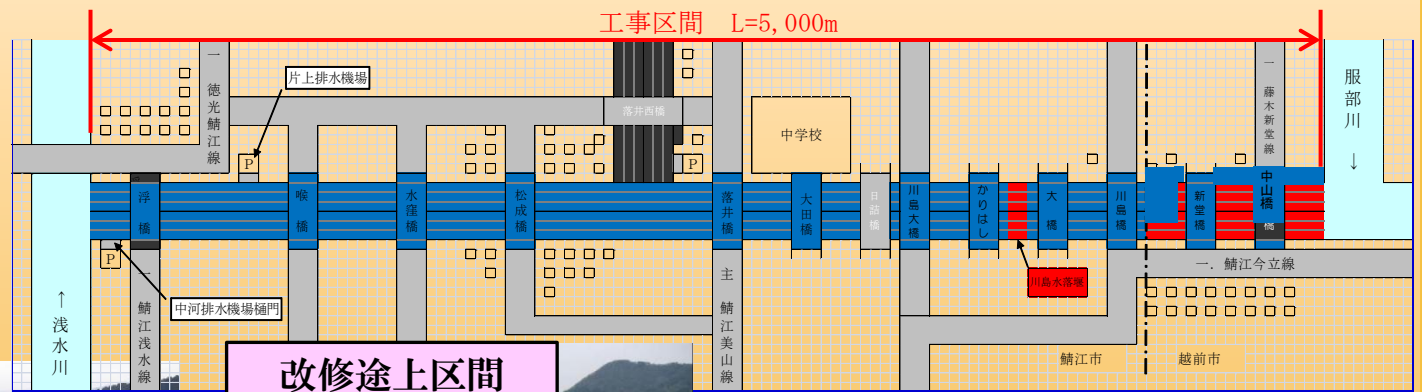 工事区間　L=5,000m
一　徳光鯖江線
片上排水機場
落井西橋
中学校
一　藤木新堂線
服部川　↓
P
P
浮橋
喉橋
水窪橋
松成橋
落井橋
大田橋
日詰橋
川島大橋
かりはし
大橋
川島橋
新堂橋
中山橋
橋
P
川島水落堰
一．鯖江今立線
中河排水機場樋門
↑浅水川
一　鯖江浅水線
主　鯖江美山線
鯖江市
越前市
改修途上区間